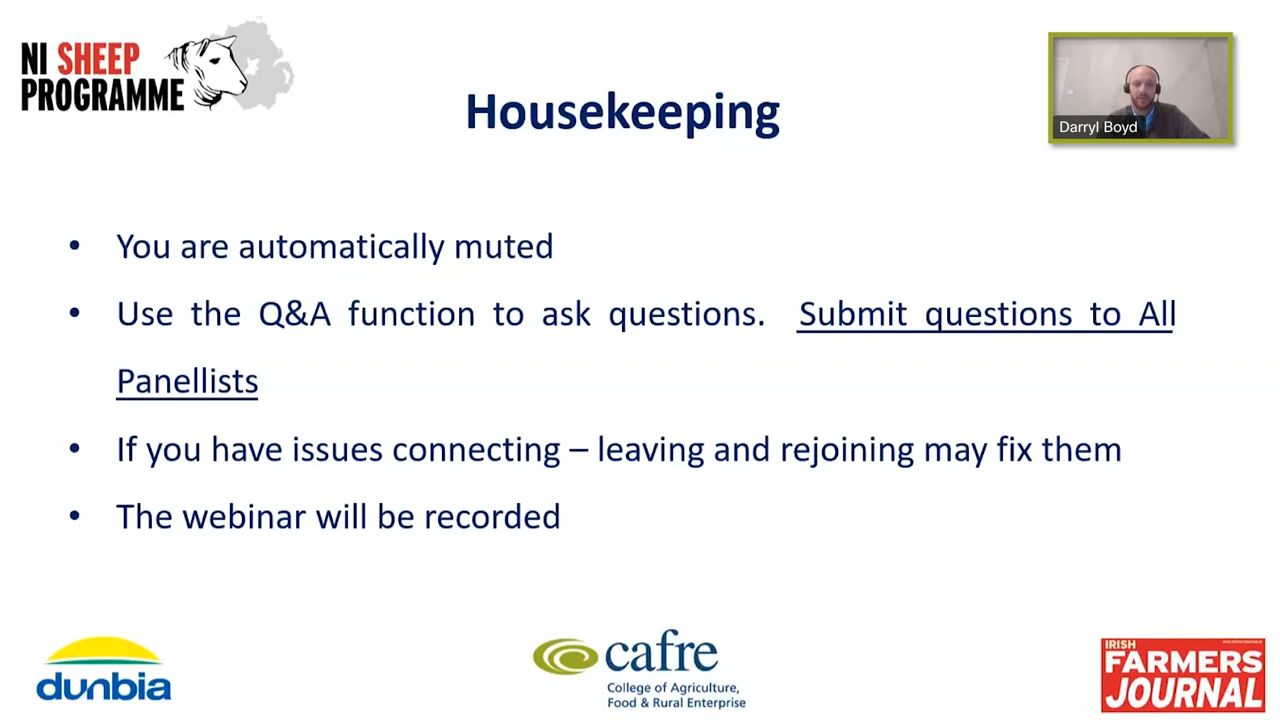 NI SHEEP
PROGRAMME
Housekeeping
Darryl Boyd
• You are automatically muted
• Use the Q&A function to ask questions. Submit questions to All
Panellists
• If you have issues connecting – leaving and rejoining may fix them
• The webinar will be recorded
dunbia
cafre
College of Agriculture,
Food & Rural Enterprise
IRISH
FARMERS
JOURNAL